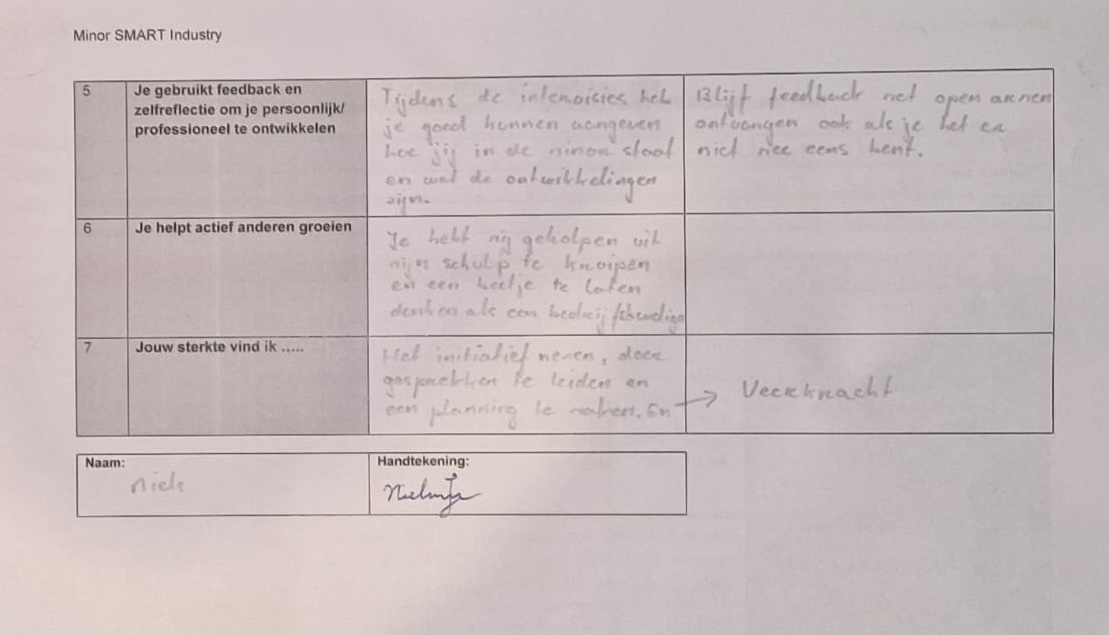 Minor SMART Industry
5
Je gebruikt feedback en
zelfreflectie om je persoonlijk/
professioneel te ontwikkelen
Tijdens de intervisies heb
je goed kunnen aangeven
hoe jij in de minor staat
en wat de ontwikkelingen
zijn.
Blijf feedback met open armen
ontvangen ook als je het er
niet mee eens bent.
6
Je helpt actief anderen groeien
Je hebt mij geholpen uit
mijn schulp te kruipen
en een beetje te laten
denken als een bedrijfskundige
7
Jouw sterkte vind ik .....
Het initiatief nemen, door
gesprekken te leiden en
een planning te maken. En
→ Veerkracht
Naam:
Niels
Handtekening: